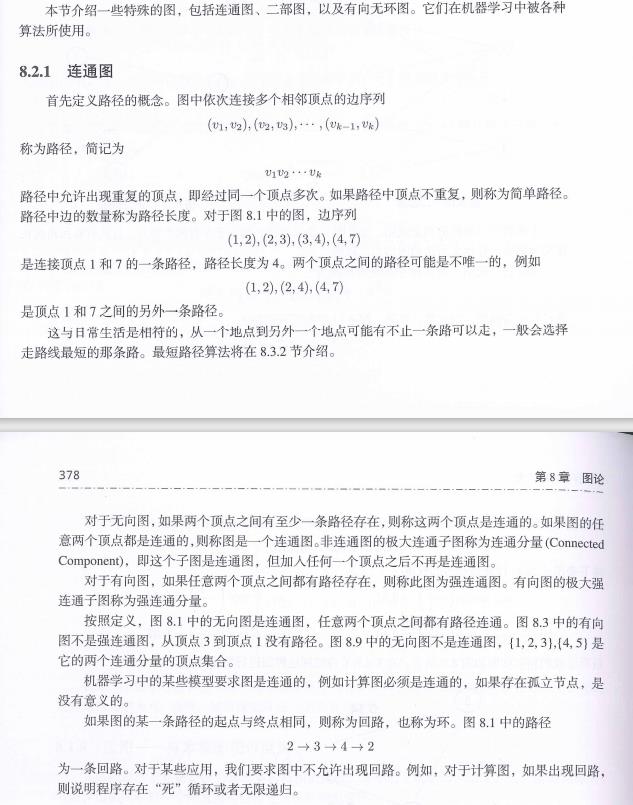 本节介绍一些特殊的图，包括连通图、二部图，以及有向无环图。它们在机器学习中被各种
算法所使用。
8.2.1 连通图
首先定义路径的概念。图中依次连接多个相邻顶点的边序列
(v₁, v₂), (v₂, v₃), ⋯ , (vₖ₋₁, vₖ)
称为路径，简记为
v₁v₂ ⋯ vₖ
路径中允许出现重复的顶点，即经过同一个顶点多次。如果路径中顶点不重复，则称为简单路径。
路径中边的数量称为路径长度。对于图 8.1 中的图，边序列
(1, 2), (2, 3), (3, 4), (4, 7)
是连接顶点 1 和 7 的一条路径，路径长度为 4。两个顶点之间的路径可能是不唯一的，例如
(1, 2), (2, 4), (4, 7)
是顶点 1 和 7 之间的另外一条路径。
这与日常生活是相符的，从一个地点到另外一个地点可能有不止一条路可以走，一般会选择
走路线最短的那条路。最短路径算法将在 8.3.2 节介绍。
378 第 8 章 图论
对于无向图，如果两个顶点之间有至少一条路径存在，则称这两个顶点是连通的。如果图的任
意两个顶点都是连通的，则称图是一个连通图。非连通图的极大连通子图称为连通分量 (Connected
Component)，即这个子图是连通图，但加入任何一个顶点之后不再是连通图。
对于有向图，如果任意两个顶点之间都有路径存在，则称此图为强连通图。有向图的极大强
连通子图称为强连通分量。
按照定义，图 8.1 中的无向图是连通图，任意两个顶点之间都有路径连通。图 8.3 中的有向
图不是强连通图，从顶点 3 到顶点 1 没有路径。图 8.9 中的无向图不是连通图，{1, 2, 3},{4, 5} 是
它的两个连通分量的顶点集合。
机器学习中的某些模型要求图是连通的，例如计算图必须是连通的，如果存在孤立节点，是
没有意义的。
如果图的某一条路径的起点与终点相同，则称为回路，也称为环。图 8.1 中的路径
2 → 3 → 4 → 2
为一条回路。对于某些应用，我们要求图中不允许出现回路。例如，对于计算图，如果出现回路，
则说明程序存在“死”循环或者无限递归。